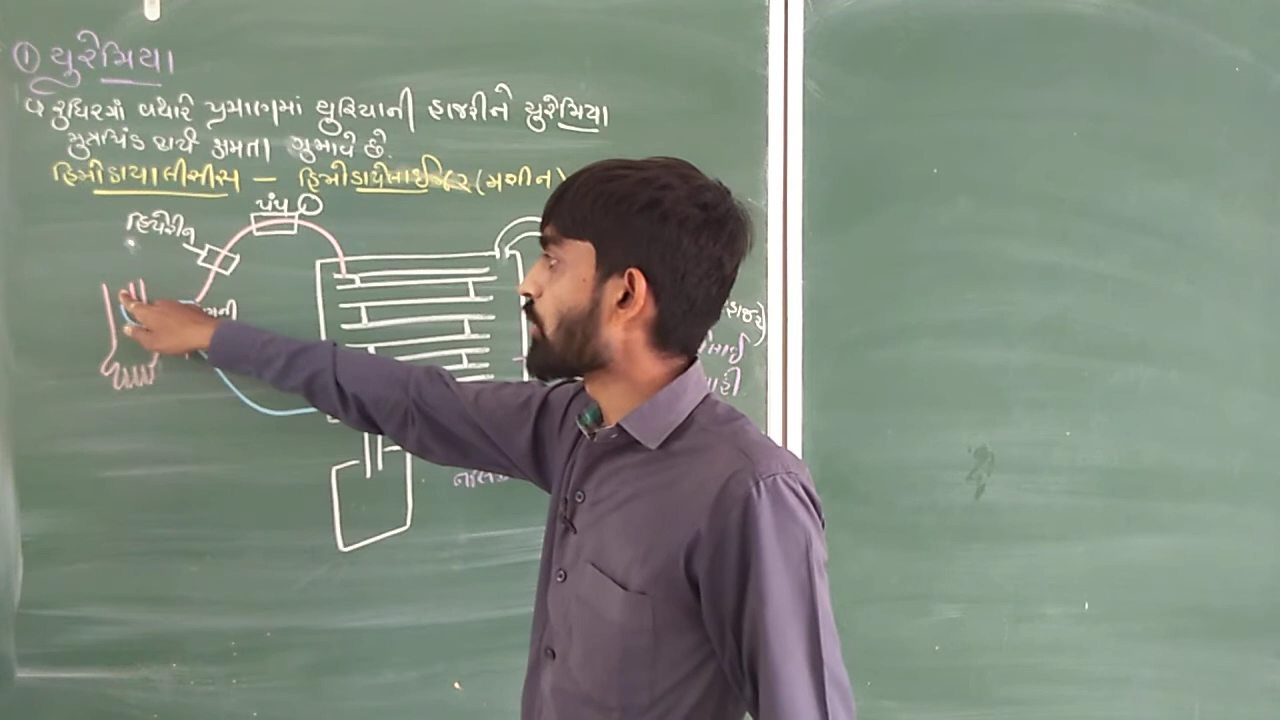 ① યુરેમિયા
↳ રુધિરમાં વધારે પ્રમાણમાં યુરિયાની હાજરીને યુરેમિયા
મુત્રપિંડ કાર્ય ક્ષમતા ગુમાવે છે.
હિમોડાયાલીસીસ – હિમોડાયેલાઈઝર (મશીન)
પંપ
હિપેરીન